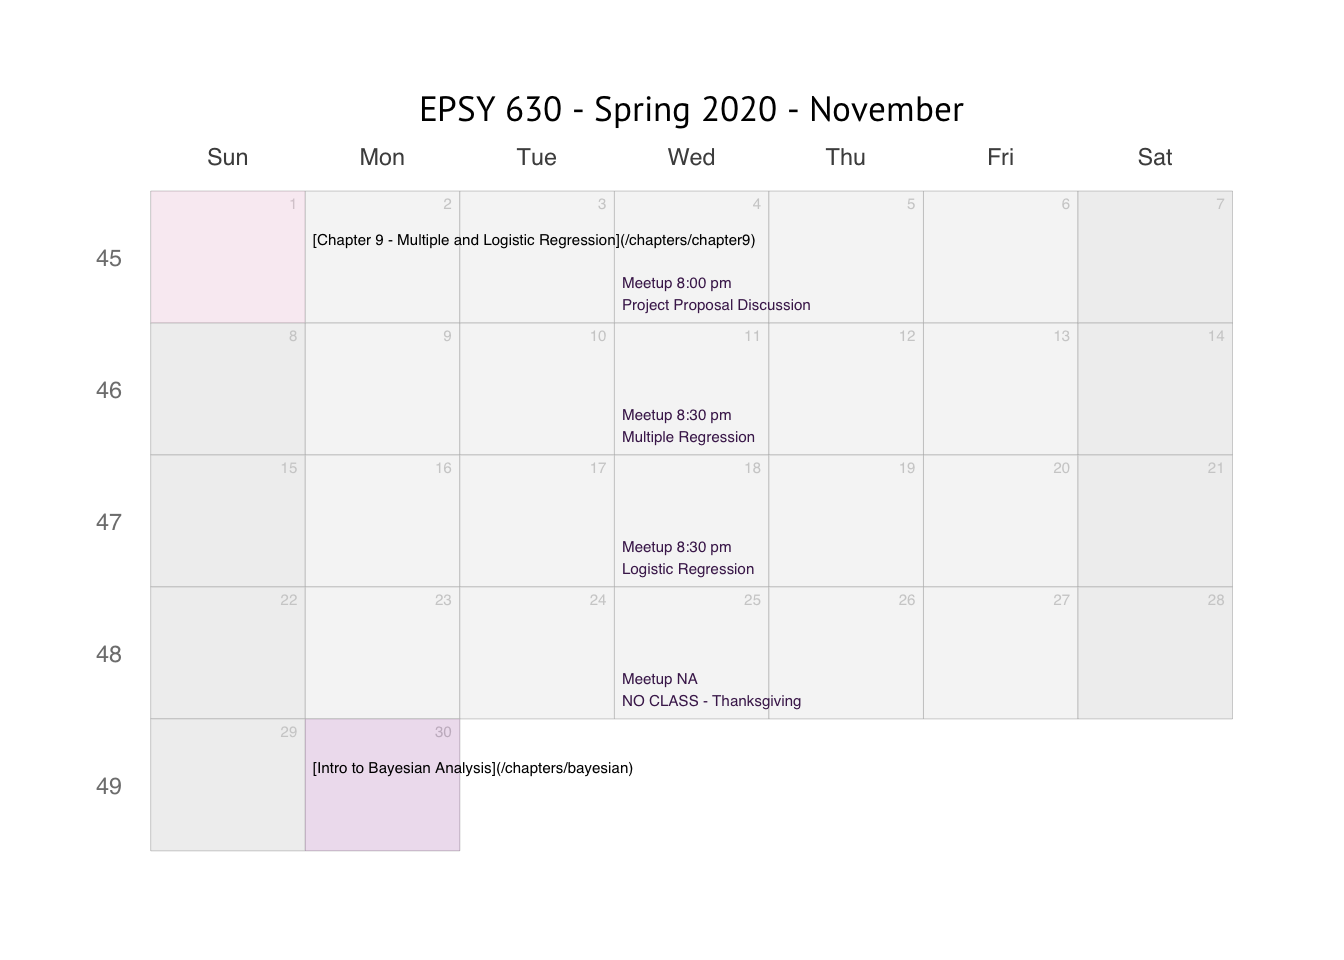 EPSY 630 - Spring 2020 - November
Sun Mon Tue Wed Thu Fri Sat
1 2 3 4 5 6 7
[Chapter 9 - Multiple and Logistic Regression](/chapters/chapter9)
45
Meetup 8:00 pm
Project Proposal Discussion
8 9 10 11 12 13 14
46
Meetup 8:30 pm
Multiple Regression
15 16 17 18 19 20 21
47
Meetup 8:30 pm
Logistic Regression
22 23 24 25 26 27 28
48
Meetup NA
NO CLASS - Thanksgiving
29 30
[Intro to Bayesian Analysis](/chapters/bayesian)
49